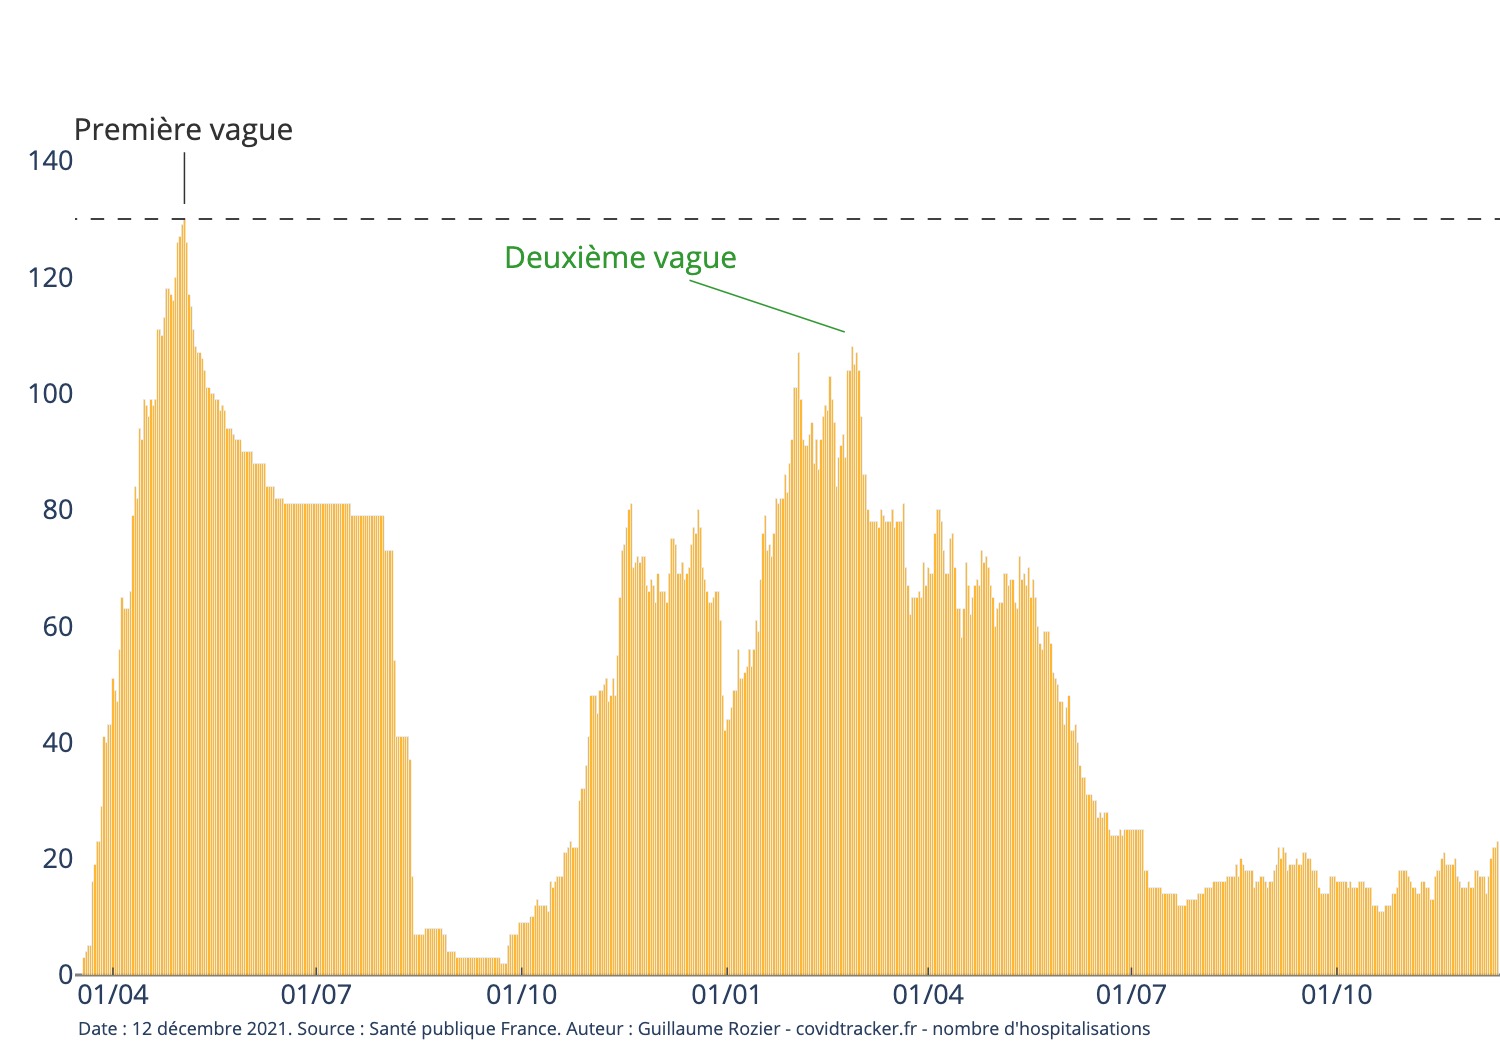 Première vague
140
Deuxième vague
120
100
80
60
40
20
0
01/04 01/07 01/10 01/01 01/04 01/07 01/10
Date : 12 décembre 2021. Source : Santé publique France. Auteur : Guillaume Rozier - covidtracker.fr - nombre d'hospitalisations